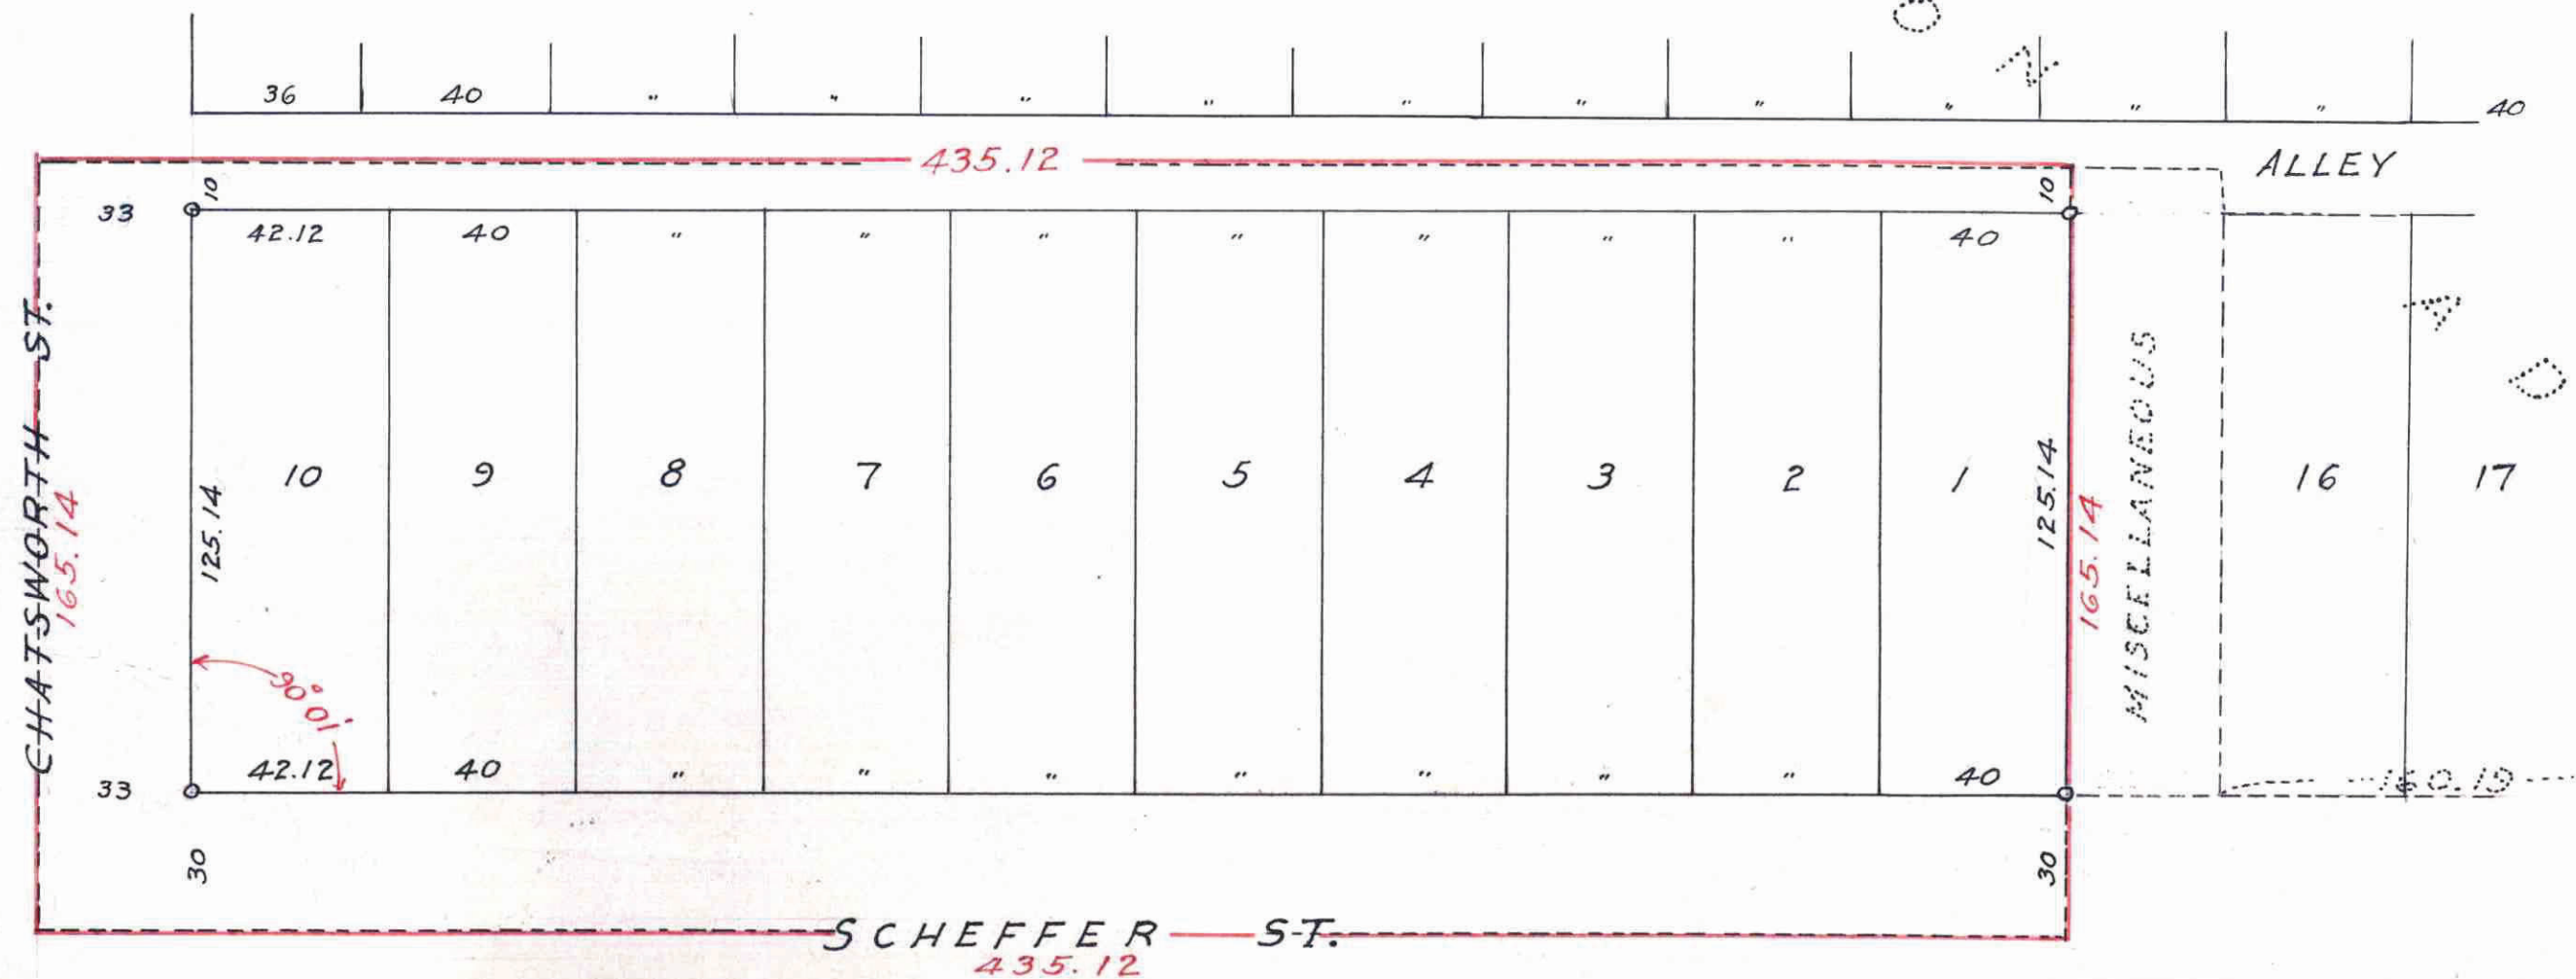 O
N
36 40 " " " " " " " " " " 40
435.12
ALLEY
33 10 10
42.12 40 " " " " " " " 40
A
D
CHATSWORTH ST.
165.14
125.14
10 9 8 7 6 5 4 3 2 1 16 17
125.14
165.14
MISCELLANEOUS
90° 01'
33 42.12 40 " " " " " " " 40
30 30
SCHEFFER ST.
435.12